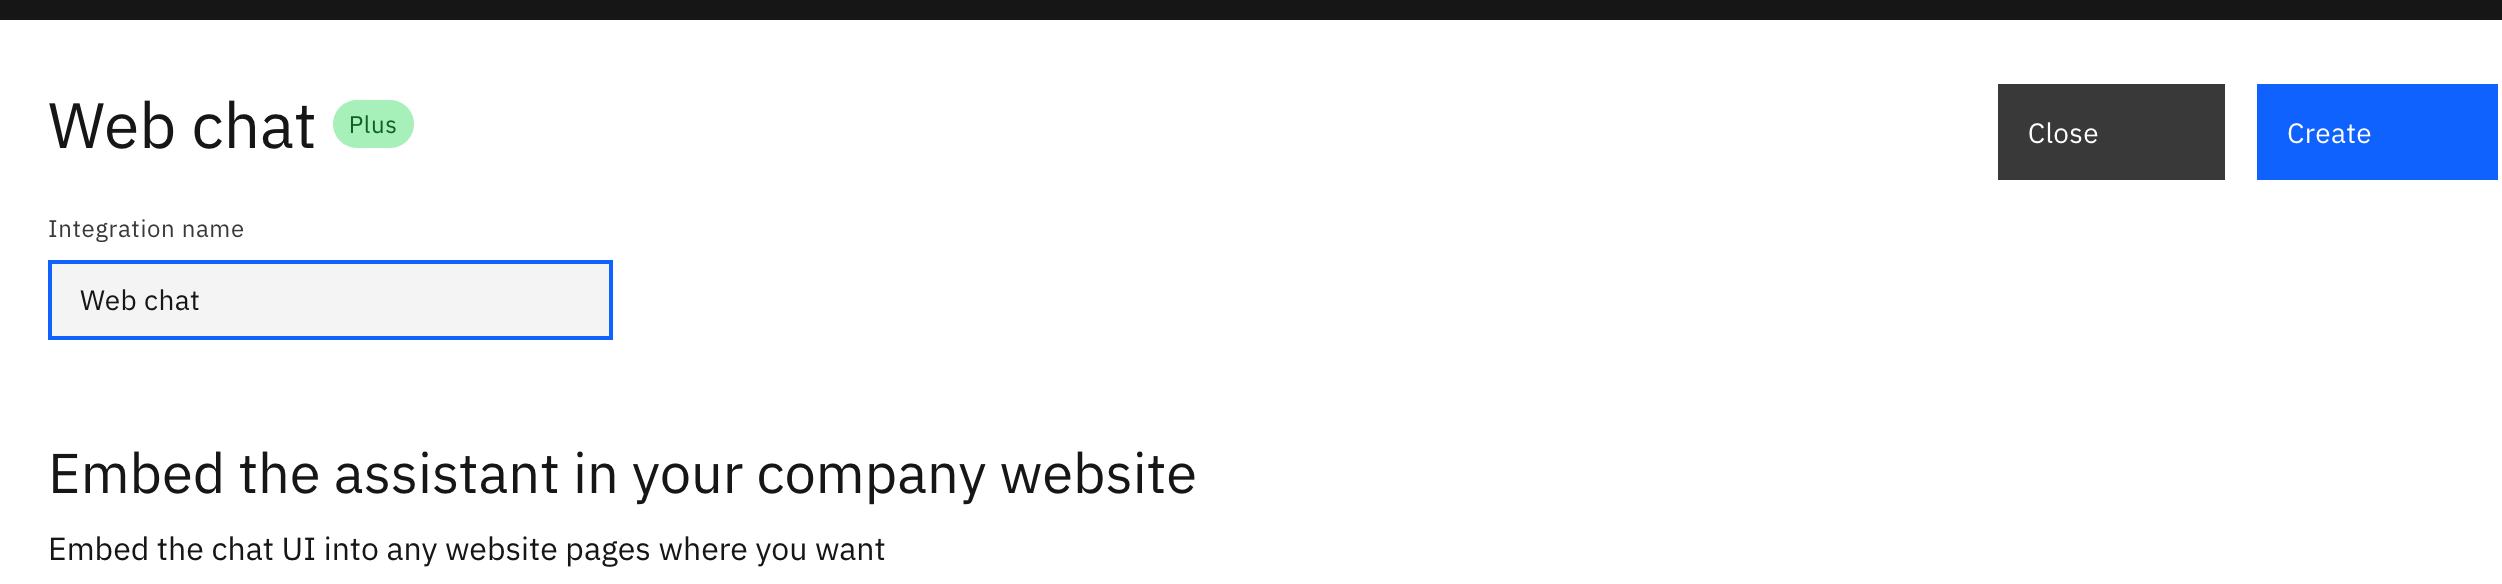 Web chat Plus
Close
Create
Integration name
Web chat
Embed the assistant in your company website
Embed the chat UI into any website pages where you want